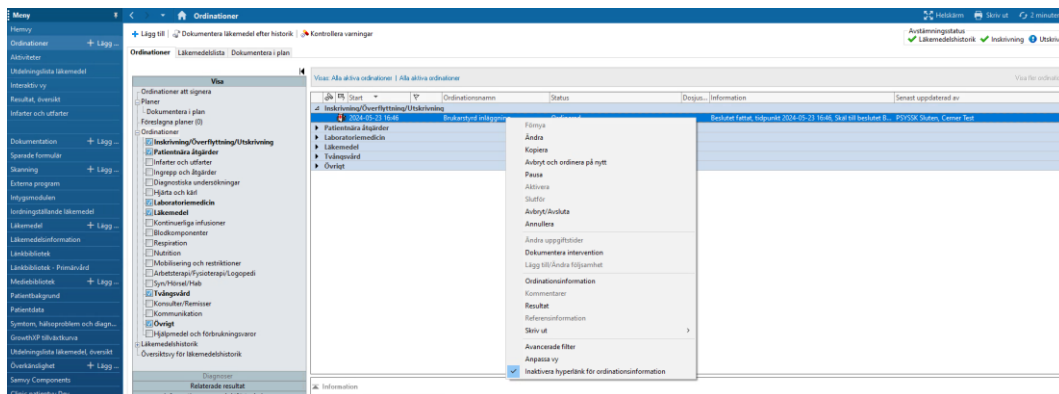 Meny
Ordinationer
Helskärm
Skriv ut
2 minuter
Hemvy
Ordinationer + Lägg ...
Aktiviteter
Utdelningslista läkemedel
Interaktiv vy
Resultat, översikt
Infarter och utfarter
Dokumentation + Lägg ...
Sparade formulär
Skanning + Lägg ...
Externa program
Intygsmodulen
Iordningställande läkemedel
Läkemedel + Lägg ...
Läkemedelsinformation
Länkbibliotek
Länkbibliotek - Primärvård
Mediebibliotek + Lägg ...
Patientbakgrund
Patientdata
Symtom, hälsoproblem och diagn...
GrowthXP tillväxtkurva
Utdelningslista läkemedel, översikt
Överkänslighet + Lägg ...
Samvy Components
+ Lägg till
Dokumentera läkemedel efter historik
Kontrollera varningar
Avstämningsstatus
Läkemedelshistorik
Inskrivning
Utskriv
Ordinationer
Läkemedelslista
Dokumentera i plan
Visa
Ordinationer att signera
Planer
Dokumentera i plan
Föreslagna planer (0)
Ordinationer
Inskrivning/Överflyttning/Utskrivning
Patientnära åtgärder
Infarter och utfarter
Ingrepp och åtgärder
Diagnostiska undersökningar
Hjärta och kärl
Laboratoriemedicin
Läkemedel
Kontinuerliga infusioner
Blodkomponenter
Respiration
Nutrition
Mobilisering och restriktioner
Arbetsterapi/Fysioterapi/Logopedi
Syn/Hörsel/Hab
Tvångsvård
Konsulter/Remisser
Kommunikation
Övrigt
Hjälpmedel och förbrukningsvaror
Läkemedelshistorik
Översiktsvy för läkemedelshistorik
Diagnoser
Relaterade resultat
Visas: Alla aktiva ordinationer | Alla aktiva ordinationer
Visa fler ordinati
Start
Ordinationsnamn
Status
Dosjus...
Information
Senast uppdaterad av
Inskrivning/Överflyttning/Utskrivning
2024-05-23 16:46
Brukarstyrd inläggning
Beslutet fattat, tidpunkt 2024-05-23 16:46, Skäl till beslutet B...
PSYSSK Sluten, Cerner Test
Patientnära åtgärder
Laboratoriemedicin
Läkemedel
Tvångsvård
Övrigt
Förnya
Ändra
Kopiera
Avbryt och ordinera på nytt
Pausa
Aktivera
Slutför
Avbryt/Avsluta
Annullera
Ändra uppgiftstider
Dokumentera intervention
Lägg till/Ändra följsamhet
Ordinationsinformation
Kommentarer
Resultat
Referensinformation
Skriv ut
Avancerade filter
Anpassa vy
Inaktivera hyperlänk för ordinationsinformation
Information